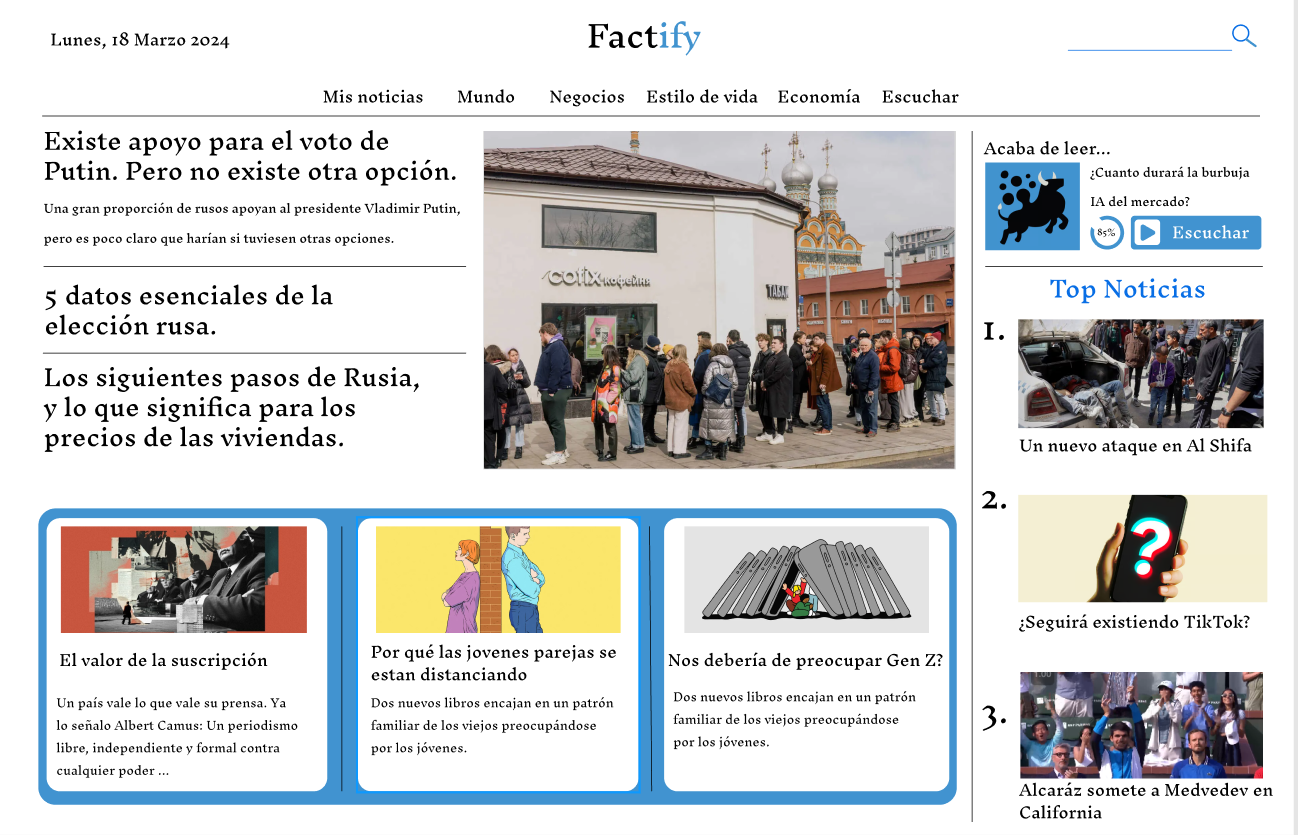 Lunes, 18 Marzo 2024
Factify
Mis noticias Mundo Negocios Estilo de vida Economía Escuchar
Existe apoyo para el voto de
Putin. Pero no existe otra opción.
Una gran proporción de rusos apoyan al presidente Vladimir Putin,
pero es poco claro que harían si tuviesen otras opciones.
5 datos esenciales de la
elección rusa.
Los siguientes pasos de Rusia,
y lo que significa para los
precios de las viviendas.
сотіх кофейня
ТАБАК
Acaba de leer...
¿Cuanto durará la burbuja
IA del mercado?
85%
Escuchar
Top Noticias
1.
Un nuevo ataque en Al Shifa
2.
?
¿Seguirá existiendo TikTok?
3.
Alcaráz somete a Medvedev en
California
El valor de la suscripción
Un país vale lo que vale su prensa. Ya
lo señalo Albert Camus: Un periodismo
libre, independiente y formal contra
cualquier poder ...
Por qué las jovenes parejas se
estan distanciando
Dos nuevos libros encajan en un patrón
familiar de los viejos preocupándose
por los jóvenes.
Nos debería de preocupar Gen Z?
Dos nuevos libros encajan en un patrón
familiar de los viejos preocupándose
por los jóvenes.